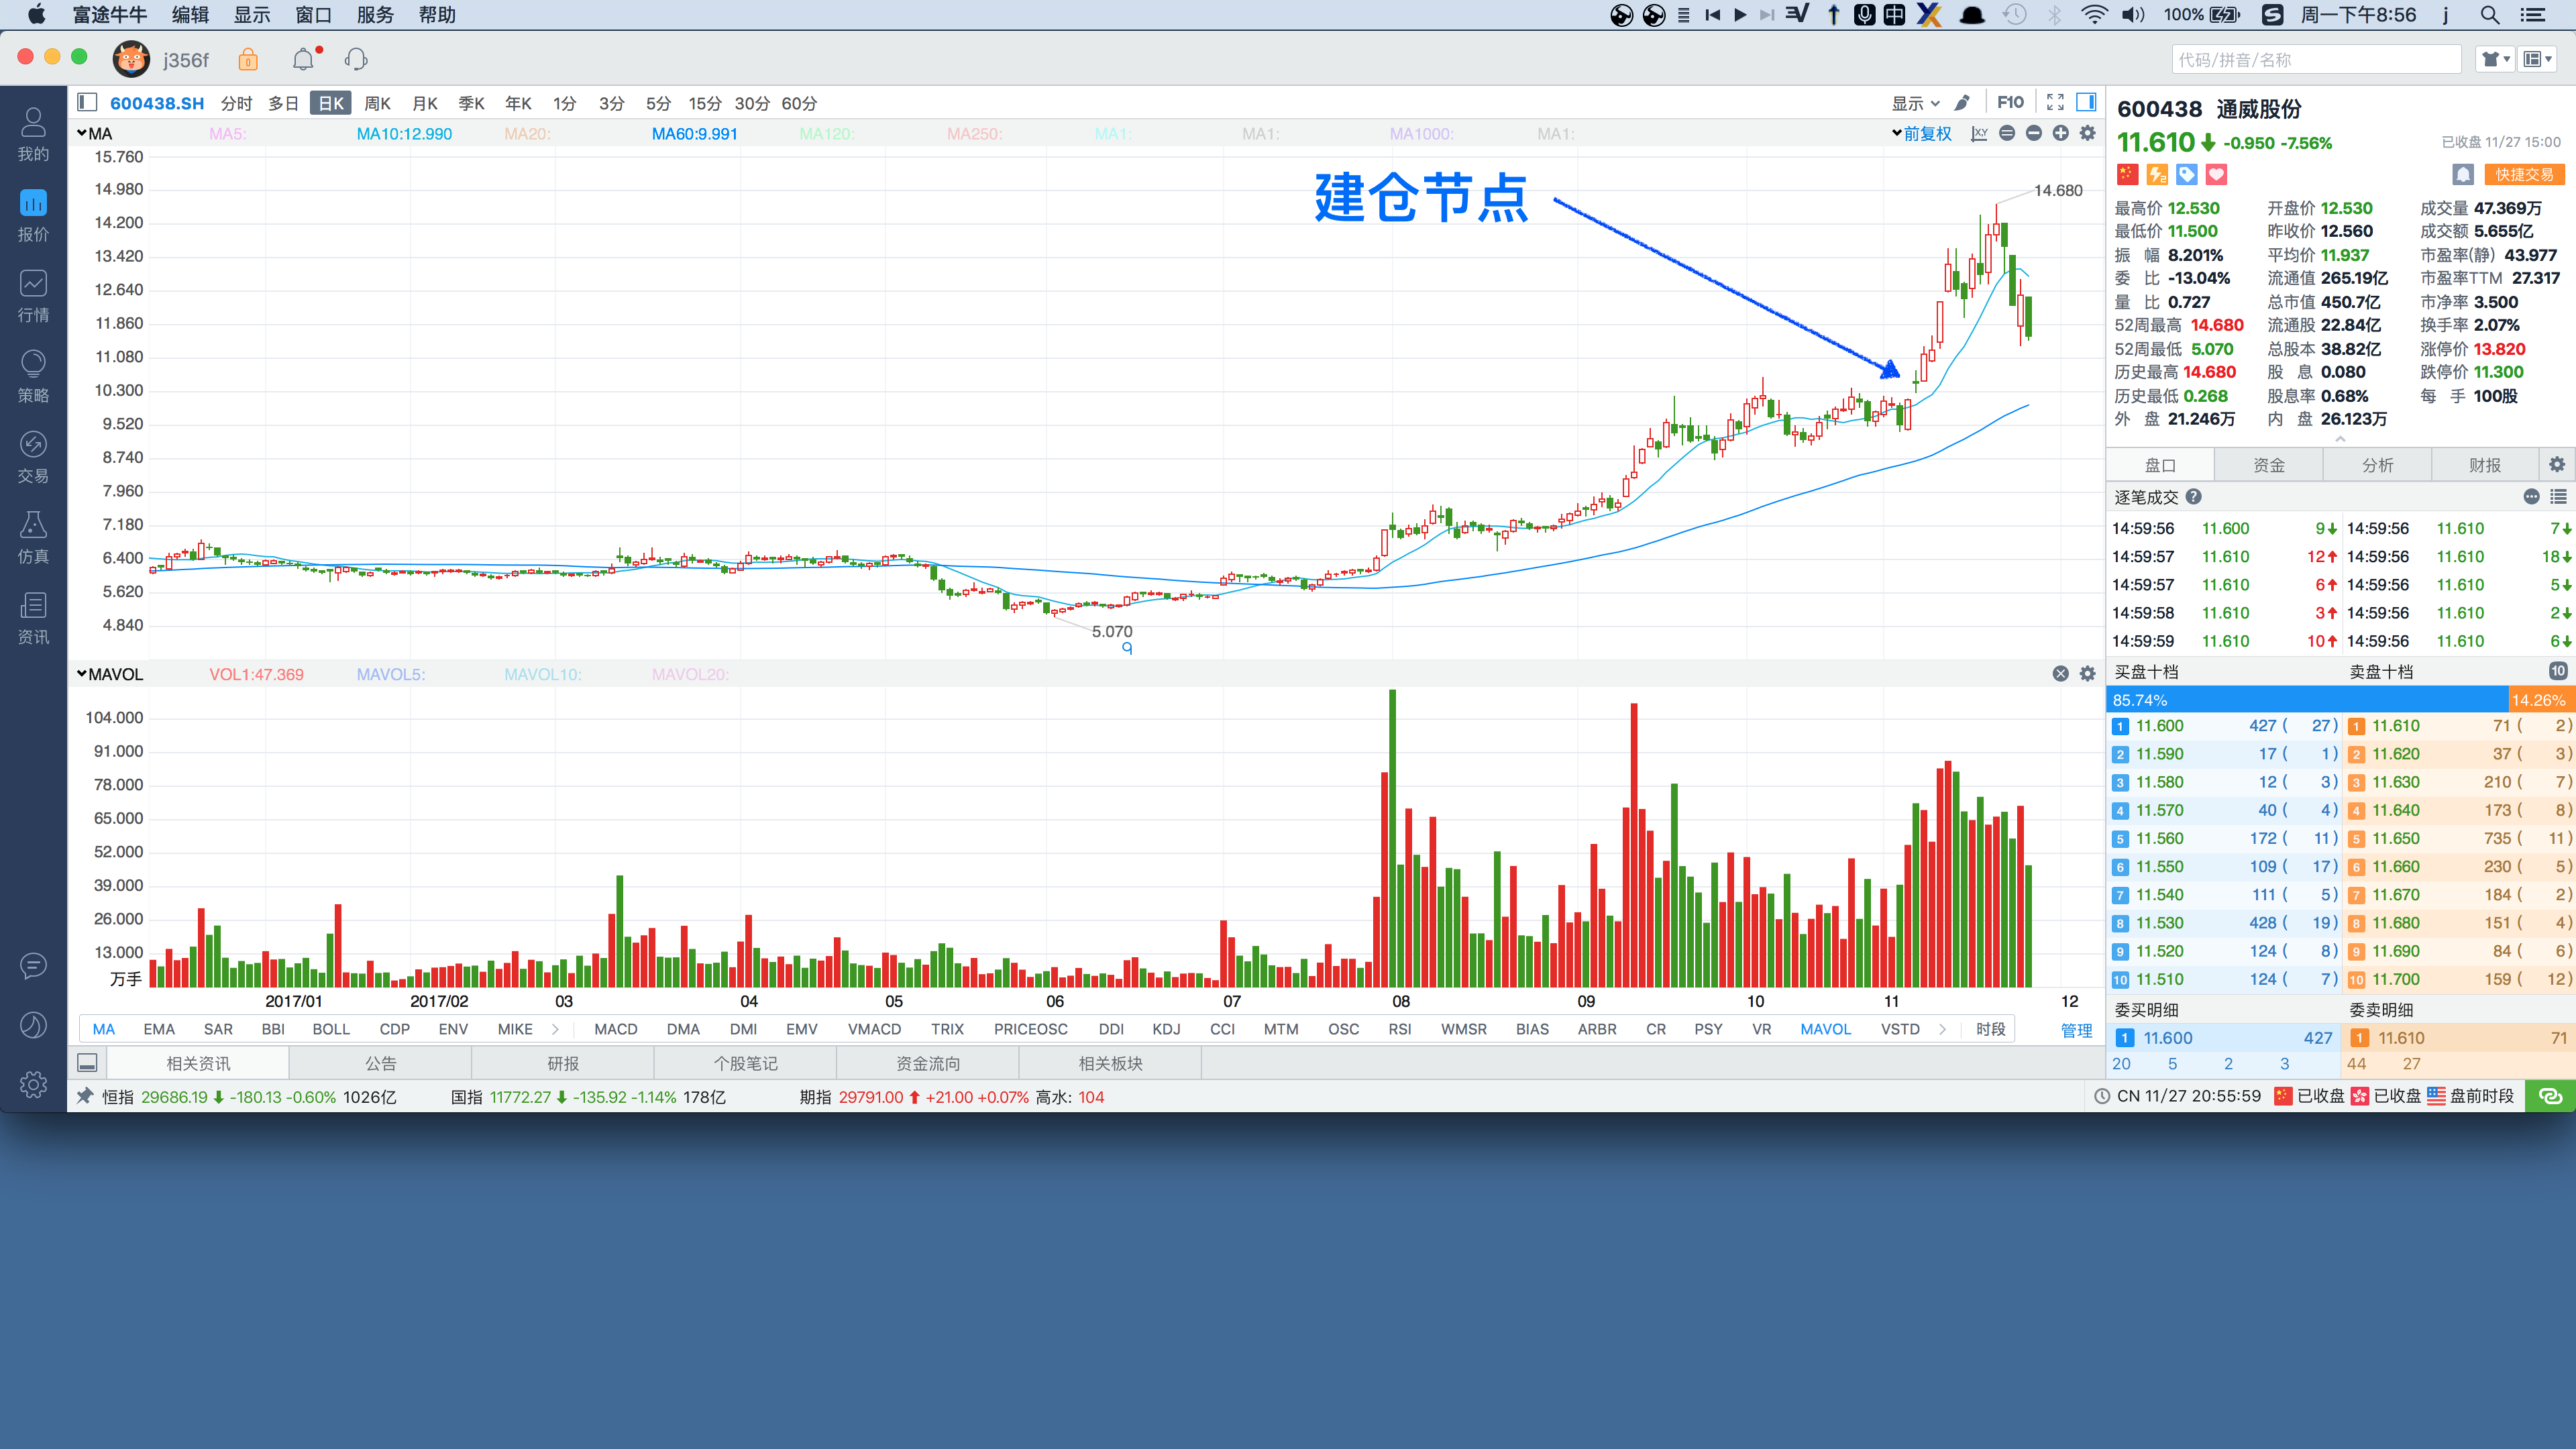 富途牛牛 编辑 显示 窗口 服务 帮助 100% 周一下午8:56 j
j356f 代码/拼音/名称
600438.SH 分时 多日 日K 周K 月K 季K 年K 1分 3分 5分 15分 30分 60分 显示 F10
MA MA5: MA10:12.990 MA20: MA60:9.991 MA120: MA250: MA1: MA1: MA1000: MA1: 前复权
我的
报价
行情
策略
交易
仿真
资讯
建仓节点
14.680
15.760
14.980
14.200
13.420
12.640
11.860
11.080
10.300
9.520
8.740
7.960
7.180
6.400
5.620
4.840
5.070
q
MAVOL VOL1:47.369 MAVOL5: MAVOL10: MAVOL20:
104.000
91.000
78.000
65.000
52.000
39.000
26.000
13.000
万手
2017/01 2017/02 03 04 05 06 07 08 09 10 11 12
MA EMA SAR BBI BOLL CDP ENV MIKE MACD DMA DMI EMV VMACD TRIX PRICEOSC DDI KDJ CCI MTM OSC RSI WMSR BIAS ARBR CR PSY VR MAVOL VSTD 时段 管理
相关资讯 公告 研报 个股笔记 资金流向 相关板块
600438 通威股份
11.610 -0.950 -7.56% 已收盘 11/27 15:00
快捷交易
最高价 12.530 开盘价 12.530 成交量 47.369万
最低价 11.500 昨收价 12.560 成交额 5.655亿
振 幅 8.201% 平均价 11.937 市盈率(静) 43.977
委 比 -13.04% 流通值 265.19亿 市盈率TTM 27.317
量 比 0.727 总市值 450.7亿 市净率 3.500
52周最高 14.680 流通股 22.84亿 换手率 2.07%
52周最低 5.070 总股本 38.82亿 涨停价 13.820
历史最高 14.680 股 息 0.080 跌停价 11.300
历史最低 0.268 股息率 0.68% 每 手 100股
外 盘 21.246万 内 盘 26.123万
盘口 资金 分析 财报
逐笔成交
14:59:56 11.600 9 14:59:56 11.610 7
14:59:57 11.610 12 14:59:56 11.610 18
14:59:57 11.610 6 14:59:56 11.610 5
14:59:58 11.610 3 14:59:56 11.610 2
14:59:59 11.610 10 14:59:56 11.610 6
买盘十档 卖盘十档 10
85.74% 14.26%
1 11.600 427 ( 27) 1 11.610 71 ( 2)
2 11.590 17 ( 1) 2 11.620 37 ( 3)
3 11.580 12 ( 3) 3 11.630 210 ( 7)
4 11.570 40 ( 4) 4 11.640 173 ( 8)
5 11.560 172 ( 11) 5 11.650 735 ( 11)
6 11.550 109 ( 17) 6 11.660 230 ( 5)
7 11.540 111 ( 5) 7 11.670 184 ( 2)
8 11.530 428 ( 19) 8 11.680 151 ( 4)
9 11.520 124 ( 8) 9 11.690 84 ( 6)
10 11.510 124 ( 7) 10 11.700 159 ( 12)
委买明细 委卖明细
1 11.600 427 1 11.610 71
20 5 2 3 44 27
恒指 29686.19 -180.13 -0.60% 1026亿 国指 11772.27 -135.92 -1.14% 178亿 期指 29791.00 +21.00 +0.07% 高水: 104 CN 11/27 20:55:59 已收盘 已收盘 盘前时段